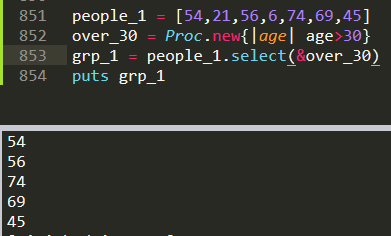 851 people_1 = [54,21,56,6,74,69,45]
852 over_30 = Proc.new{|age| age>30}
853 grp_1 = people_1.select(&over_30)
854 puts grp_1
54
56
74
69
45